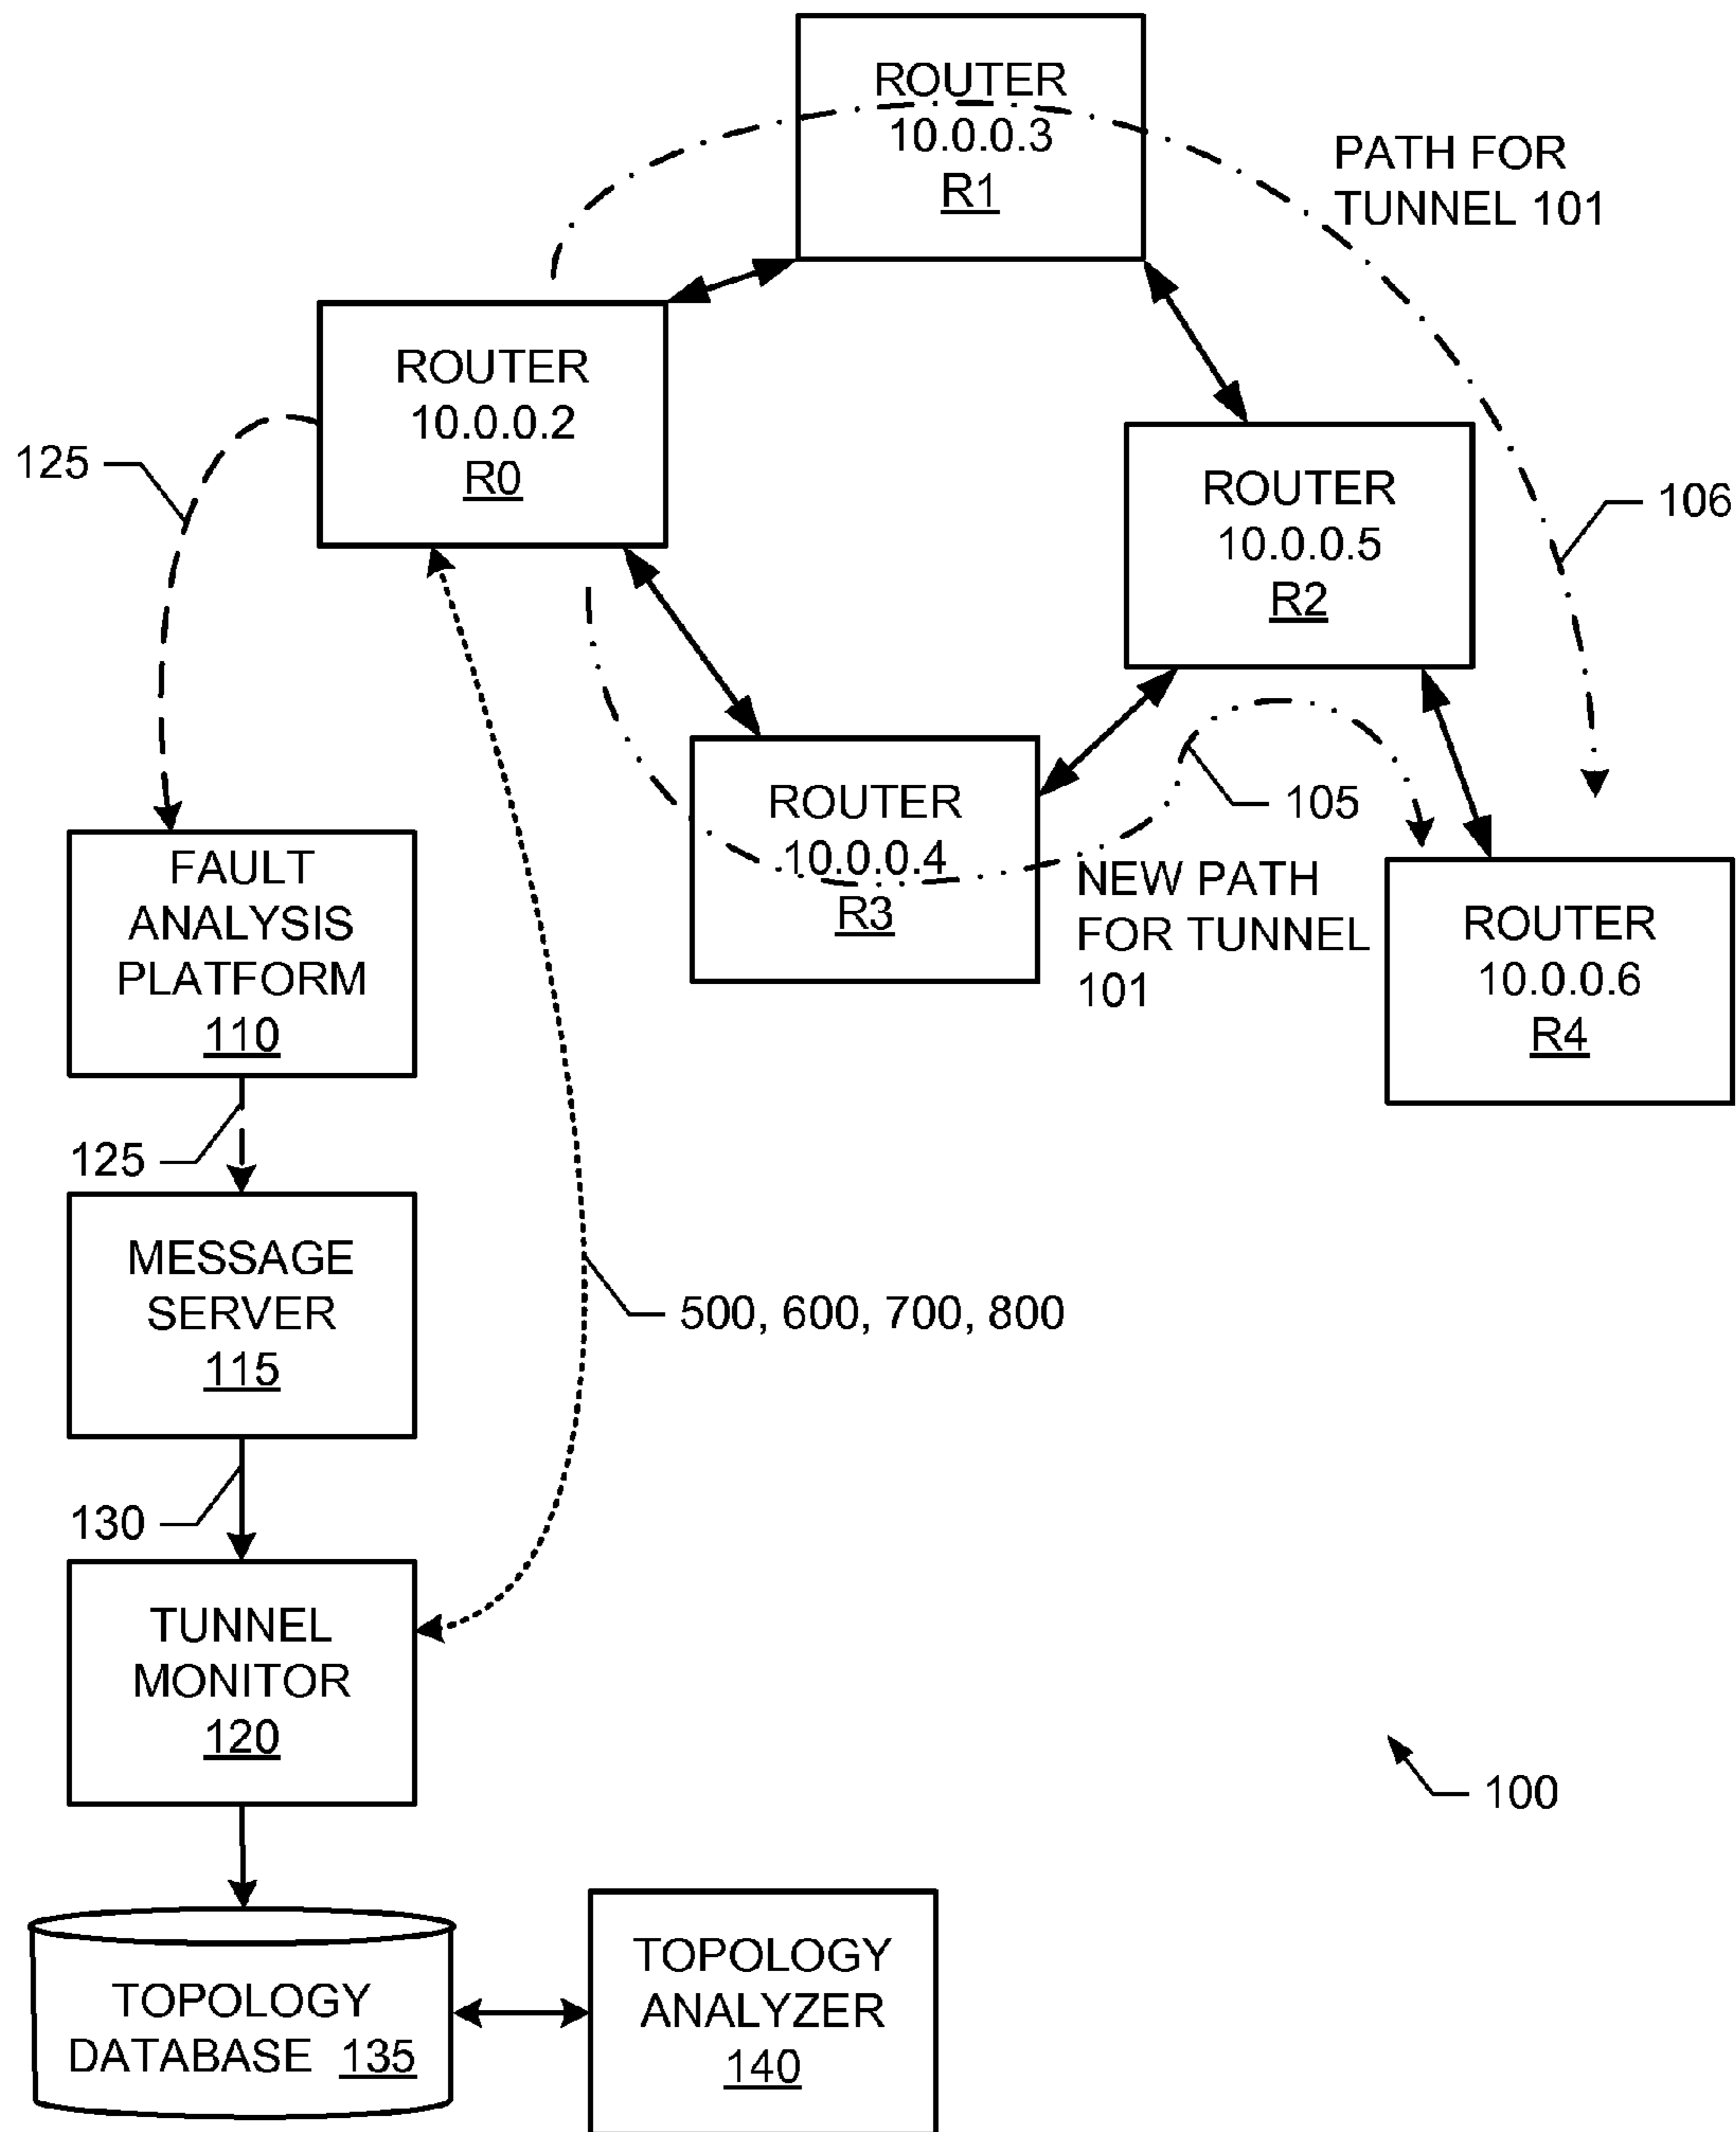 ROUTER
10.0.0.3
R1
PATH FOR
TUNNEL 101
ROUTER
10.0.0.2
R0
125
ROUTER
10.0.0.5
R2
106
ROUTER
10.0.0.4
R3
105
NEW PATH
FOR TUNNEL
101
ROUTER
10.0.0.6
R4
FAULT
ANALYSIS
PLATFORM
110
125
MESSAGE
SERVER
115
500, 600, 700, 800
130
TUNNEL
MONITOR
120
100
TOPOLOGY
DATABASE 135
TOPOLOGY
ANALYZER
140